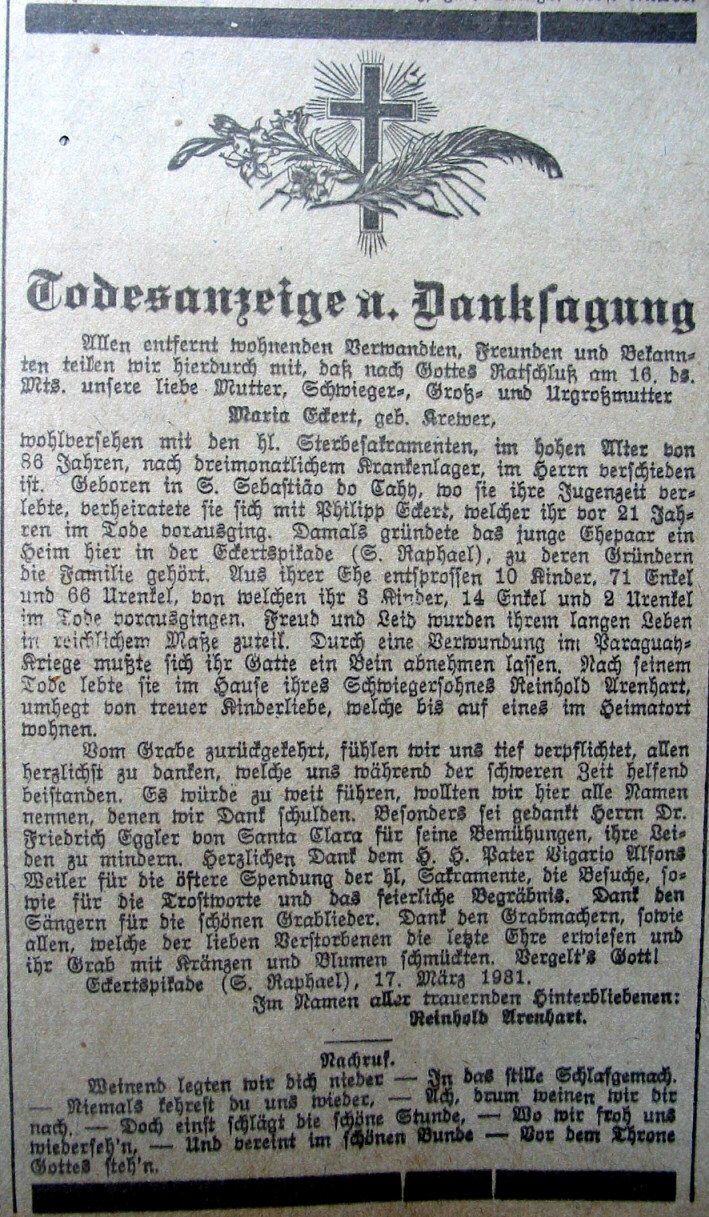 Todesanzeige u. Danksagung
Allen entfernt wohnenden Verwandten, Freunden und Bekann-
ten teilen wir hierdurch mit, daß nach Gottes Ratschluß am 16. ds.
Mts. unsere liebe Mutter, Schwieger-, Groß- und Urgroßmutter
Maria Eckert, geb. Krewer,
wohlversehen mit den hl. Sterbesakramenten, im hohen Alter von
86 Jahren, nach dreimonatlichem Krankenlager, im Herrn verschieden
ist. Geboren in S. Sebastião do Cahy, wo sie ihre Jugenzeit ver-
lebte, verheiratete sie sich mit Philipp Eckert, welcher ihr vor 21 Jah-
ren im Tode vorausging. Damals gründete das junge Ehepaar ein
Heim hier in der Eckertspikade (S. Raphael), zu deren Gründern
die Familie gehört. Aus ihrer Ehe entsprossen 10 Kinder, 71 Enkel
und 66 Urenkel, von welchen ihr 3 Kinder, 14 Enkel und 2 Urenkel
im Tode vorausgingen. Freud und Leid wurden ihrem langen Leben
in reichlichem Maße zuteil. Durch eine Verwundung im Paraguay-
Kriege mußte sich ihr Gatte ein Bein abnehmen lassen. Nach seinem
Tode lebte sie im Hause ihres Schwiegersohnes Reinhold Arenhart,
umhegt von treuer Kinderliebe, welche bis auf eines im Heimatort
wohnen.
Vom Grabe zurückgekehrt, fühlen wir uns tief verpflichtet, allen
herzlichst zu danken, welche uns während der schweren Zeit helfend
beistanden. Es würde zu weit führen, wollten wir hier alle Namen
nennen, denen wir Dank schulden. Besonders sei gedankt Herrn Dr.
Friedrich Eggler von Santa Clara für seine Bemühungen, ihre Lei-
den zu mindern. Herzlichen Dank dem H. H. Pater Vigario Alfons
Weiler für die öftere Spendung der hl, Sakramente, die Besuche, so-
wie für die Trostworte und das feierliche Begräbnis. Dank den
Sängern für die schönen Grablieder. Dank den Grabmachern, sowie
allen, welche der lieben Verstorbenen die letzte Ehre erwiesen und
ihr Grab mit Kränzen und Blumen schmückten. Vergelt's Gott!
Eckertspikade (S. Raphael), 17. März 1931.
Im Namen aller trauernden Hinterbliebenen:
Reinhold Arenhart.
Nachruf.
Weinend legten wir dich nieder — In das stille Schlafgemach.
— Niemals kehrest du uns wieder, — Ach, drum weinen wir dir
nach. — Doch einst schlägt die schöne Stunde, — Wo wir froh uns
wiederseh'n, — Und vereint im schönen Bunde — Vor dem Throne
Gottes steh'n.